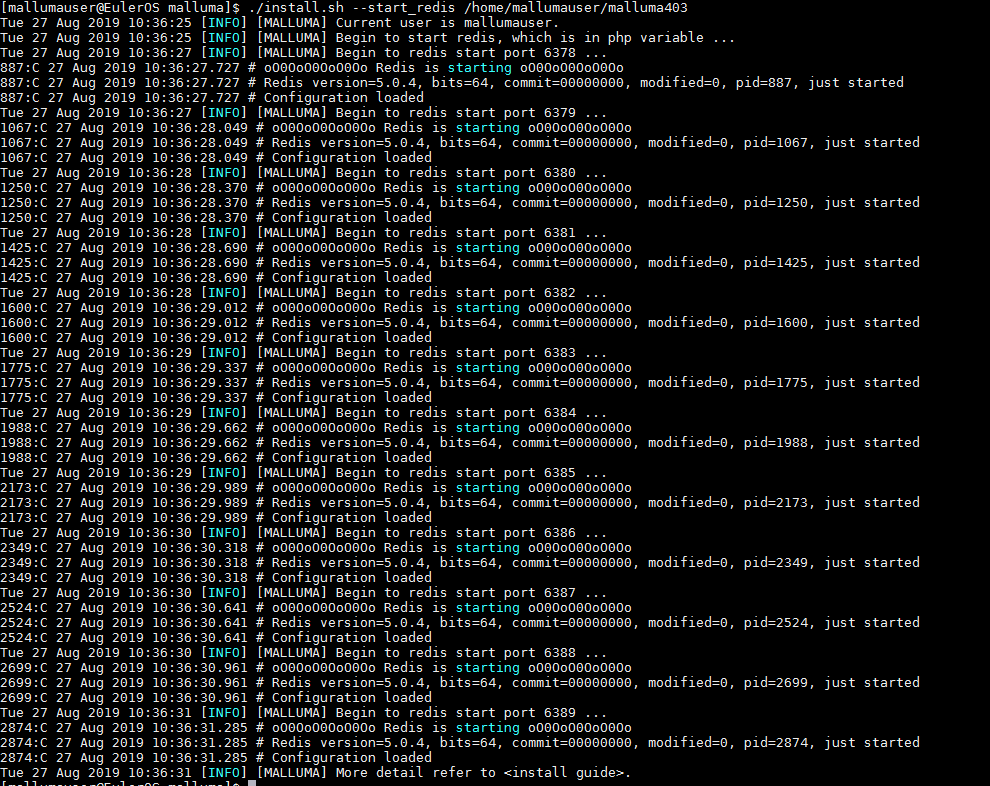 [mallumauser@EulerOS malluma]$ ./install.sh --start_redis /home/mallumauser/malluma403
Tue 27 Aug 2019 10:36:25 [INFO] [MALLUMA] Current user is mallumauser.
Tue 27 Aug 2019 10:36:25 [INFO] [MALLUMA] Begin to start redis, which is in php variable ...
Tue 27 Aug 2019 10:36:27 [INFO] [MALLUMA] Begin to redis start port 6378 ...
887:C 27 Aug 2019 10:36:27.727 # oO0OoO0OoO0Oo Redis is starting oO0OoO0OoO0Oo
887:C 27 Aug 2019 10:36:27.727 # Redis version=5.0.4, bits=64, commit=00000000, modified=0, pid=887, just started
887:C 27 Aug 2019 10:36:27.727 # Configuration loaded
Tue 27 Aug 2019 10:36:27 [INFO] [MALLUMA] Begin to redis start port 6379 ...
1067:C 27 Aug 2019 10:36:28.049 # oO0OoO0OoO0Oo Redis is starting oO0OoO0OoO0Oo
1067:C 27 Aug 2019 10:36:28.049 # Redis version=5.0.4, bits=64, commit=00000000, modified=0, pid=1067, just started
1067:C 27 Aug 2019 10:36:28.049 # Configuration loaded
Tue 27 Aug 2019 10:36:28 [INFO] [MALLUMA] Begin to redis start port 6380 ...
1250:C 27 Aug 2019 10:36:28.370 # oO0OoO0OoO0Oo Redis is starting oO0OoO0OoO0Oo
1250:C 27 Aug 2019 10:36:28.370 # Redis version=5.0.4, bits=64, commit=00000000, modified=0, pid=1250, just started
1250:C 27 Aug 2019 10:36:28.370 # Configuration loaded
Tue 27 Aug 2019 10:36:28 [INFO] [MALLUMA] Begin to redis start port 6381 ...
1425:C 27 Aug 2019 10:36:28.690 # oO0OoO0OoO0Oo Redis is starting oO0OoO0OoO0Oo
1425:C 27 Aug 2019 10:36:28.690 # Redis version=5.0.4, bits=64, commit=00000000, modified=0, pid=1425, just started
1425:C 27 Aug 2019 10:36:28.690 # Configuration loaded
Tue 27 Aug 2019 10:36:28 [INFO] [MALLUMA] Begin to redis start port 6382 ...
1600:C 27 Aug 2019 10:36:29.012 # oO0OoO0OoO0Oo Redis is starting oO0OoO0OoO0Oo
1600:C 27 Aug 2019 10:36:29.012 # Redis version=5.0.4, bits=64, commit=00000000, modified=0, pid=1600, just started
1600:C 27 Aug 2019 10:36:29.012 # Configuration loaded
Tue 27 Aug 2019 10:36:29 [INFO] [MALLUMA] Begin to redis start port 6383 ...
1775:C 27 Aug 2019 10:36:29.337 # oO0OoO0OoO0Oo Redis is starting oO0OoO0OoO0Oo
1775:C 27 Aug 2019 10:36:29.337 # Redis version=5.0.4, bits=64, commit=00000000, modified=0, pid=1775, just started
1775:C 27 Aug 2019 10:36:29.337 # Configuration loaded
Tue 27 Aug 2019 10:36:29 [INFO] [MALLUMA] Begin to redis start port 6384 ...
1988:C 27 Aug 2019 10:36:29.662 # oO0OoO0OoO0Oo Redis is starting oO0OoO0OoO0Oo
1988:C 27 Aug 2019 10:36:29.662 # Redis version=5.0.4, bits=64, commit=00000000, modified=0, pid=1988, just started
1988:C 27 Aug 2019 10:36:29.662 # Configuration loaded
Tue 27 Aug 2019 10:36:29 [INFO] [MALLUMA] Begin to redis start port 6385 ...
2173:C 27 Aug 2019 10:36:29.989 # oO0OoO0OoO0Oo Redis is starting oO0OoO0OoO0Oo
2173:C 27 Aug 2019 10:36:29.989 # Redis version=5.0.4, bits=64, commit=00000000, modified=0, pid=2173, just started
2173:C 27 Aug 2019 10:36:29.989 # Configuration loaded
Tue 27 Aug 2019 10:36:30 [INFO] [MALLUMA] Begin to redis start port 6386 ...
2349:C 27 Aug 2019 10:36:30.318 # oO0OoO0OoO0Oo Redis is starting oO0OoO0OoO0Oo
2349:C 27 Aug 2019 10:36:30.318 # Redis version=5.0.4, bits=64, commit=00000000, modified=0, pid=2349, just started
2349:C 27 Aug 2019 10:36:30.318 # Configuration loaded
Tue 27 Aug 2019 10:36:30 [INFO] [MALLUMA] Begin to redis start port 6387 ...
2524:C 27 Aug 2019 10:36:30.641 # oO0OoO0OoO0Oo Redis is starting oO0OoO0OoO0Oo
2524:C 27 Aug 2019 10:36:30.641 # Redis version=5.0.4, bits=64, commit=00000000, modified=0, pid=2524, just started
2524:C 27 Aug 2019 10:36:30.641 # Configuration loaded
Tue 27 Aug 2019 10:36:30 [INFO] [MALLUMA] Begin to redis start port 6388 ...
2699:C 27 Aug 2019 10:36:30.961 # oO0OoO0OoO0Oo Redis is starting oO0OoO0OoO0Oo
2699:C 27 Aug 2019 10:36:30.961 # Redis version=5.0.4, bits=64, commit=00000000, modified=0, pid=2699, just started
2699:C 27 Aug 2019 10:36:30.961 # Configuration loaded
Tue 27 Aug 2019 10:36:31 [INFO] [MALLUMA] Begin to redis start port 6389 ...
2874:C 27 Aug 2019 10:36:31.285 # oO0OoO0OoO0Oo Redis is starting oO0OoO0OoO0Oo
2874:C 27 Aug 2019 10:36:31.285 # Redis version=5.0.4, bits=64, commit=00000000, modified=0, pid=2874, just started
2874:C 27 Aug 2019 10:36:31.285 # Configuration loaded
Tue 27 Aug 2019 10:36:31 [INFO] [MALLUMA] More detail refer to <install guide>.
[mallumauser@EulerOS malluma]$